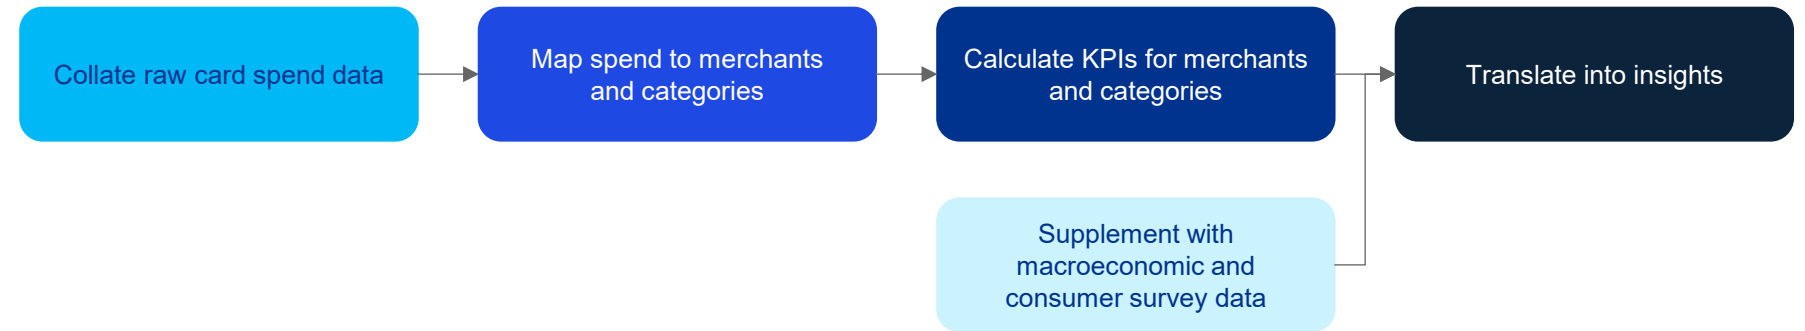 Collate raw card spend data
Map spend to merchants
and categories
Calculate KPIs for merchants
and categories
Translate into insights
Supplement with
macroeconomic and
consumer survey data